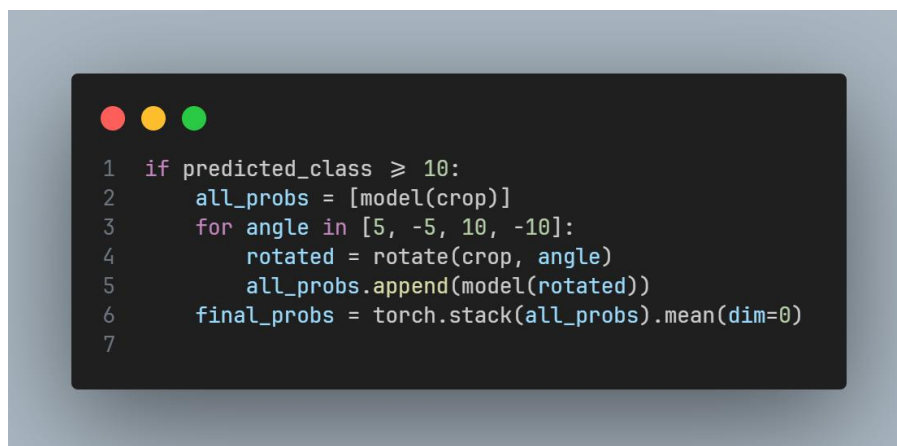 1 if predicted_class ⩾ 10:
2     all_probs = [model(crop)]
3     for angle in [5, -5, 10, -10]:
4         rotated = rotate(crop, angle)
5         all_probs.append(model(rotated))
6     final_probs = torch.stack(all_probs).mean(dim=0)
7